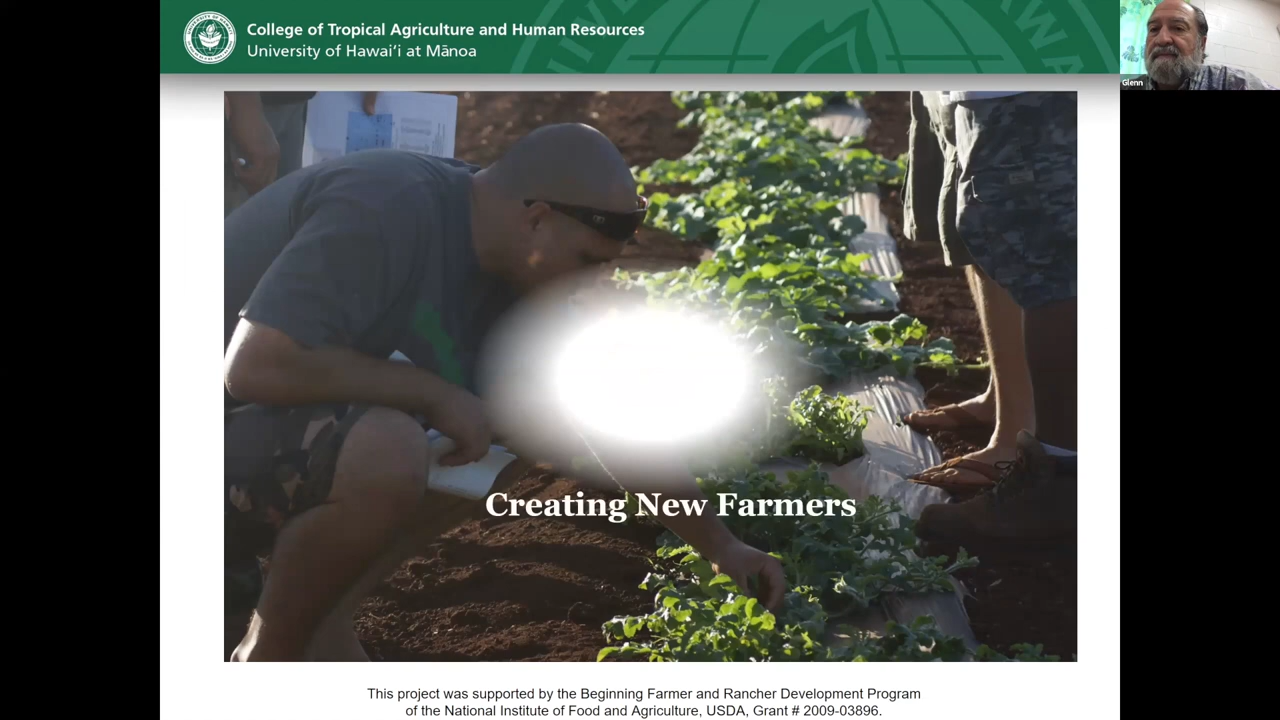 College of Tropical Agriculture and Human Resources
University of Hawaiʻi at Mānoa
Glenn
Creating New Farmers
This project was supported by the Beginning Farmer and Rancher Development Program
of the National Institute of Food and Agriculture, USDA, Grant # 2009-03896.